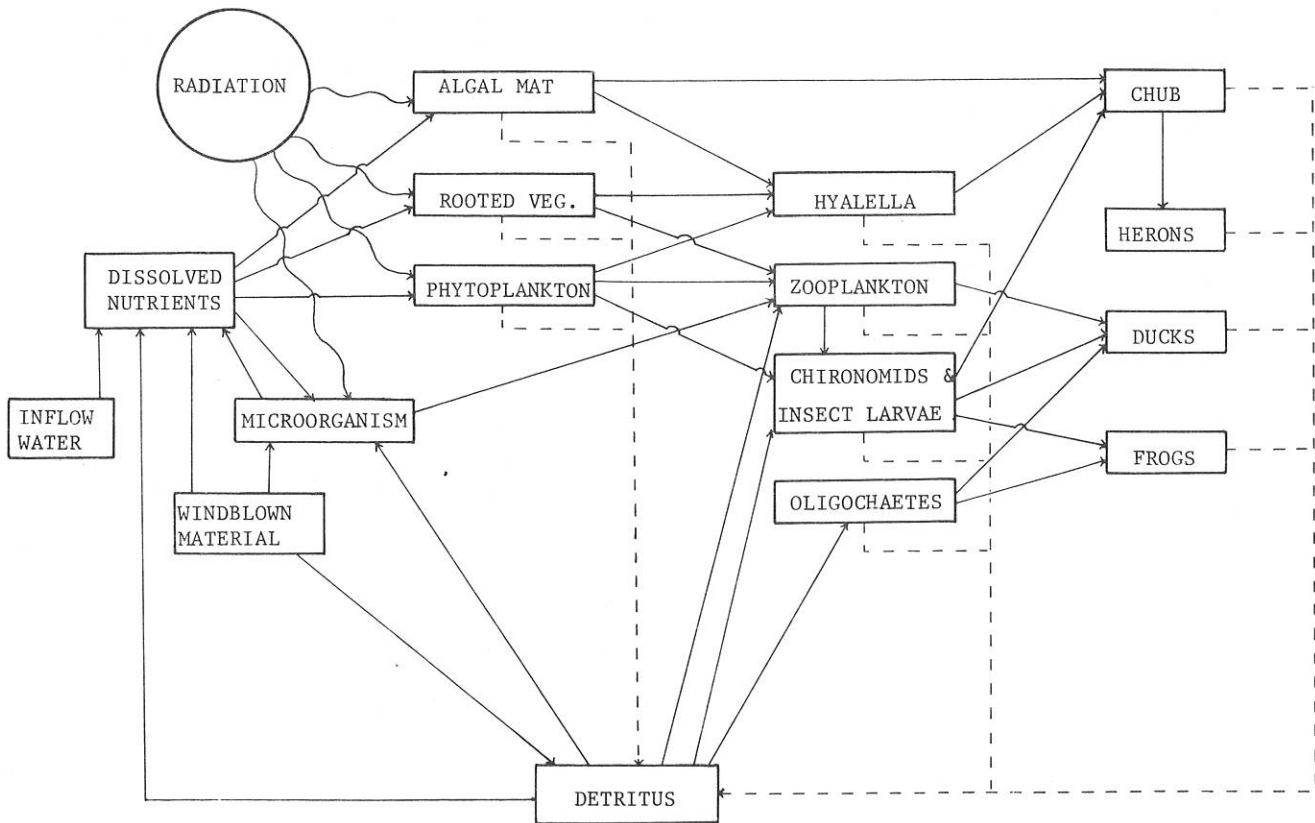 RADIATION
ALGAL MAT
CHUB
ROOTED VEG.
HYALELLA
HERONS
DISSOLVED
NUTRIENTS
PHYTOPLANKTON
ZOOPLANKTON
DUCKS
CHIRONOMIDS &
INSECT LARVAE
INFLOW
WATER
MICROORGANISM
FROGS
OLIGOCHAETES
WINDBLOWN
MATERIAL
DETRITUS